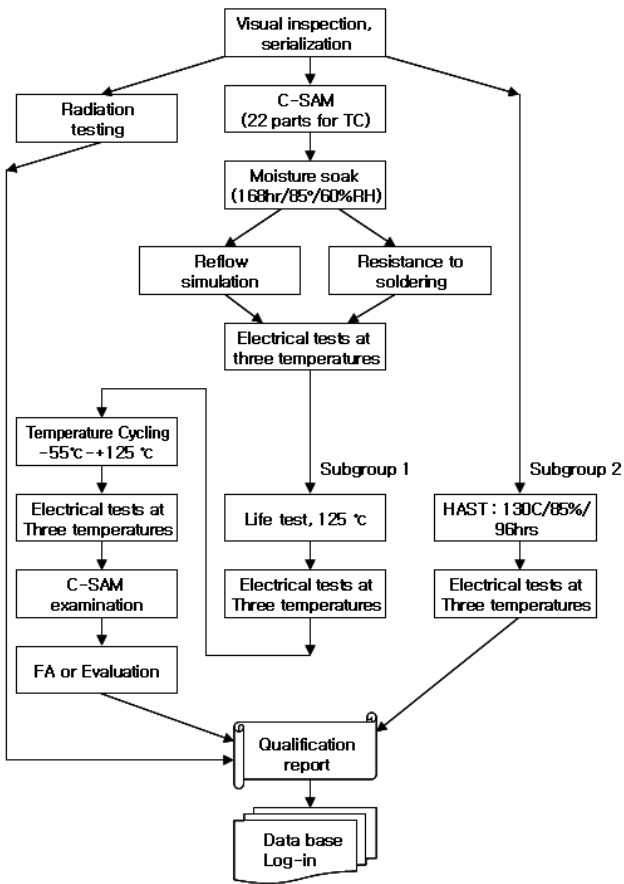 Visual inspection,
serialization
Radiation
testing
C-SAM
(22 parts for TC)
Moisture soak
(168hr/85°/60%RH)
Reflow
simulation
Resistance to
soldering
Electrical tests at
three temperatures
Temperature Cycling
-55℃-+125 ℃
Subgroup 1
Subgroup 2
Electrical tests at
Three temperatures
Life test, 125 ℃
HAST : 130C/85%/
96hrs
C-SAM
examination
Electrical tests at
Three temperatures
Electrical tests at
Three temperatures
FA or Evaluation
Qualification
report
Data base
Log-in